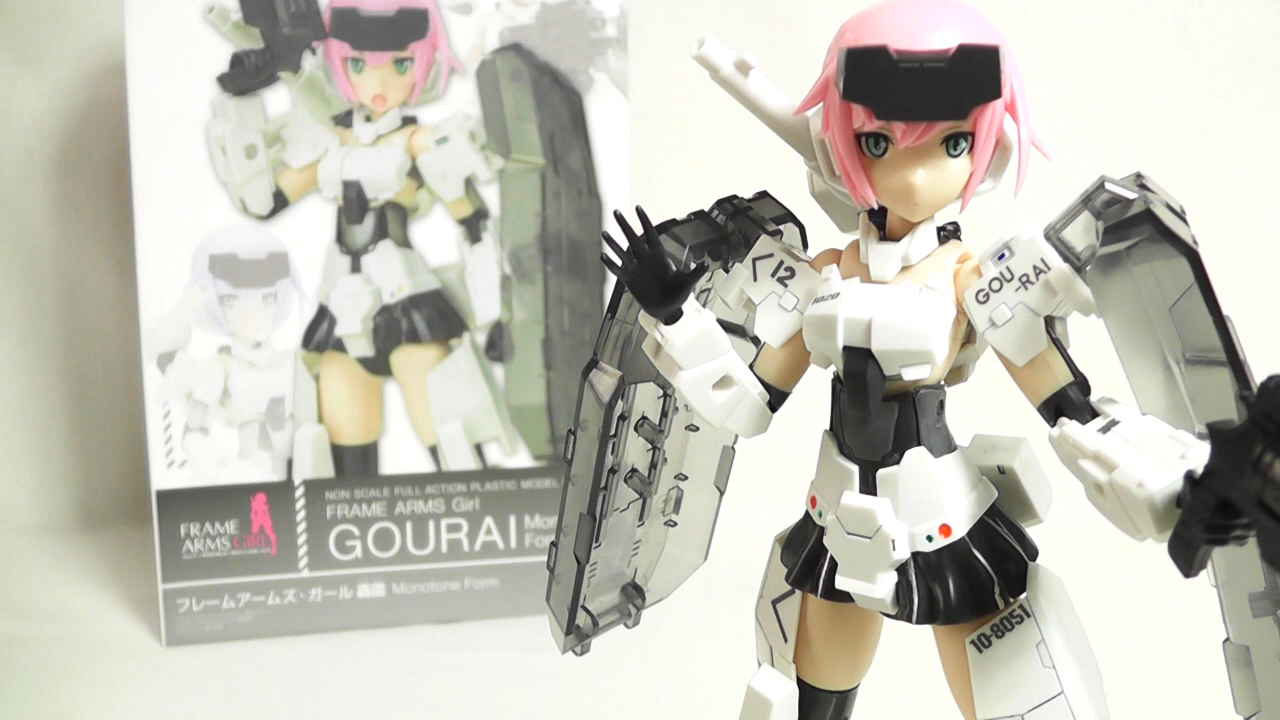 FRAME
ARMS GIRL
NON SCALE FULL ACTION PLASTIC MODEL
FRAME ARMS Girl
GOURAI
フレームアームズ・ガール 轟雷 Monotone Form
12
1020
GOU
-RAI
10-8051